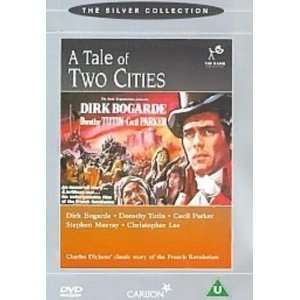 THE SILVER COLLECTION
A Tale of
TWO CITIES
DIRK BOGARDE
Dorothy TUTIN · Cecil PARKER
Dirk Bogarde · Dorothy Tutin · Cecil Parker
Stephen Murray · Christopher Lee
Charles Dickens' classic story of the French Revolution
DVD
CARLTON
U